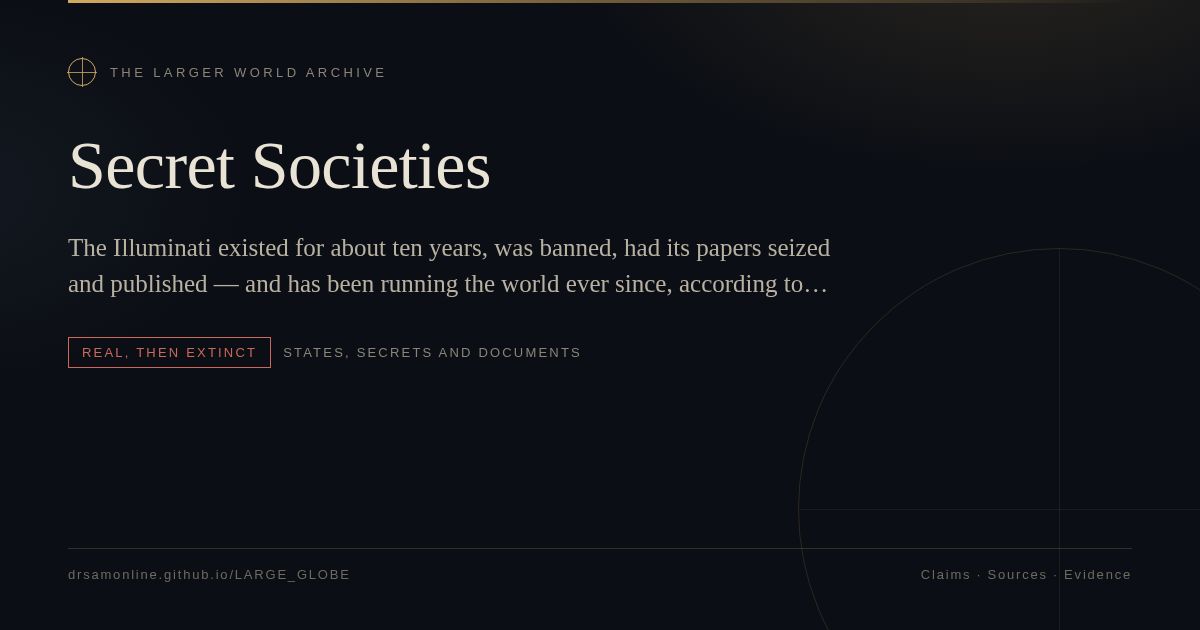 THE LARGER WORLD ARCHIVE
Secret Societies
The Illuminati existed for about ten years, was banned, had its papers seized
and published — and has been running the world ever since, according to…
REAL, THEN EXTINCT
STATES, SECRETS AND DOCUMENTS
drsamonline.github.io/LARGE_GLOBE
Claims · Sources · Evidence